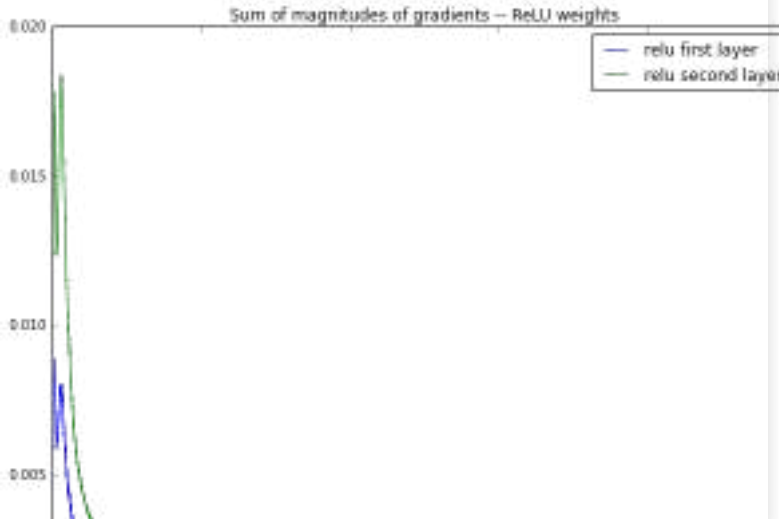 Sum of magnitudes of gradients -- ReLU weights
0.020
relu first layer
relu second layer
0.015
0.010
0.005